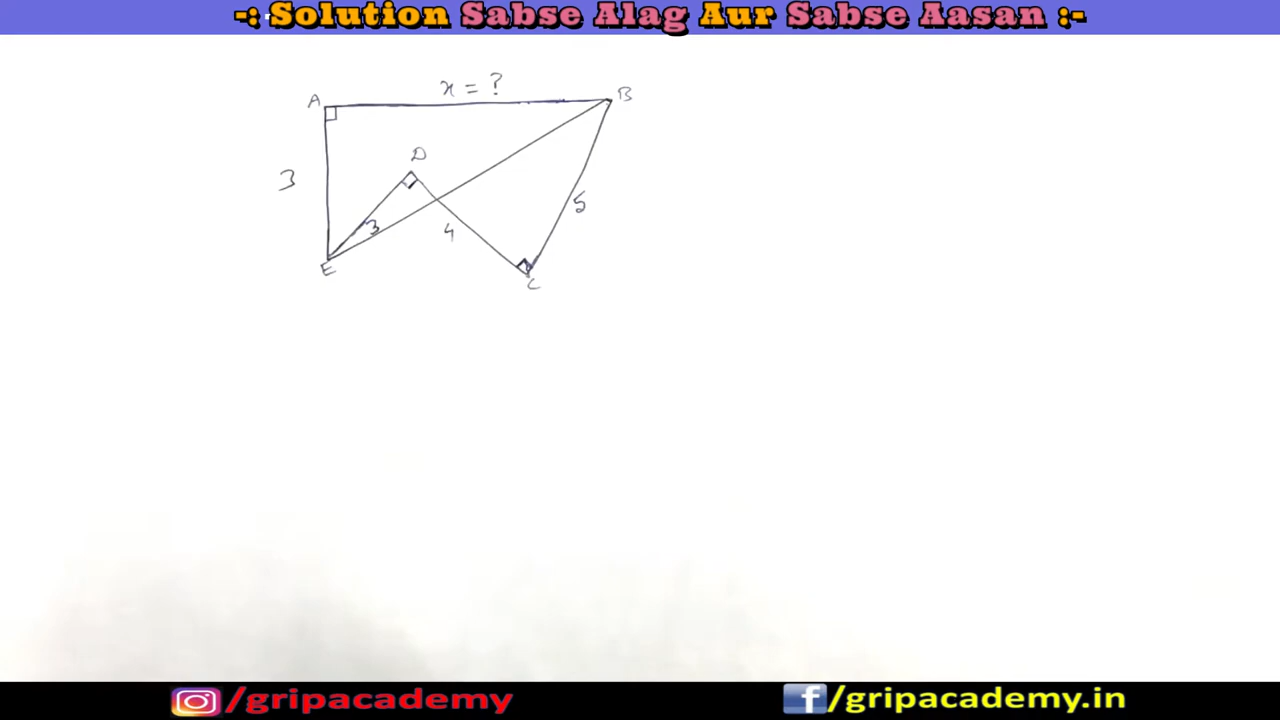 -: Solution Sabse Alag Aur Sabse Aasan :-
x = ?
A
B
D
3
5
3
4
E
C
/gripacademy
/gripacademy.in